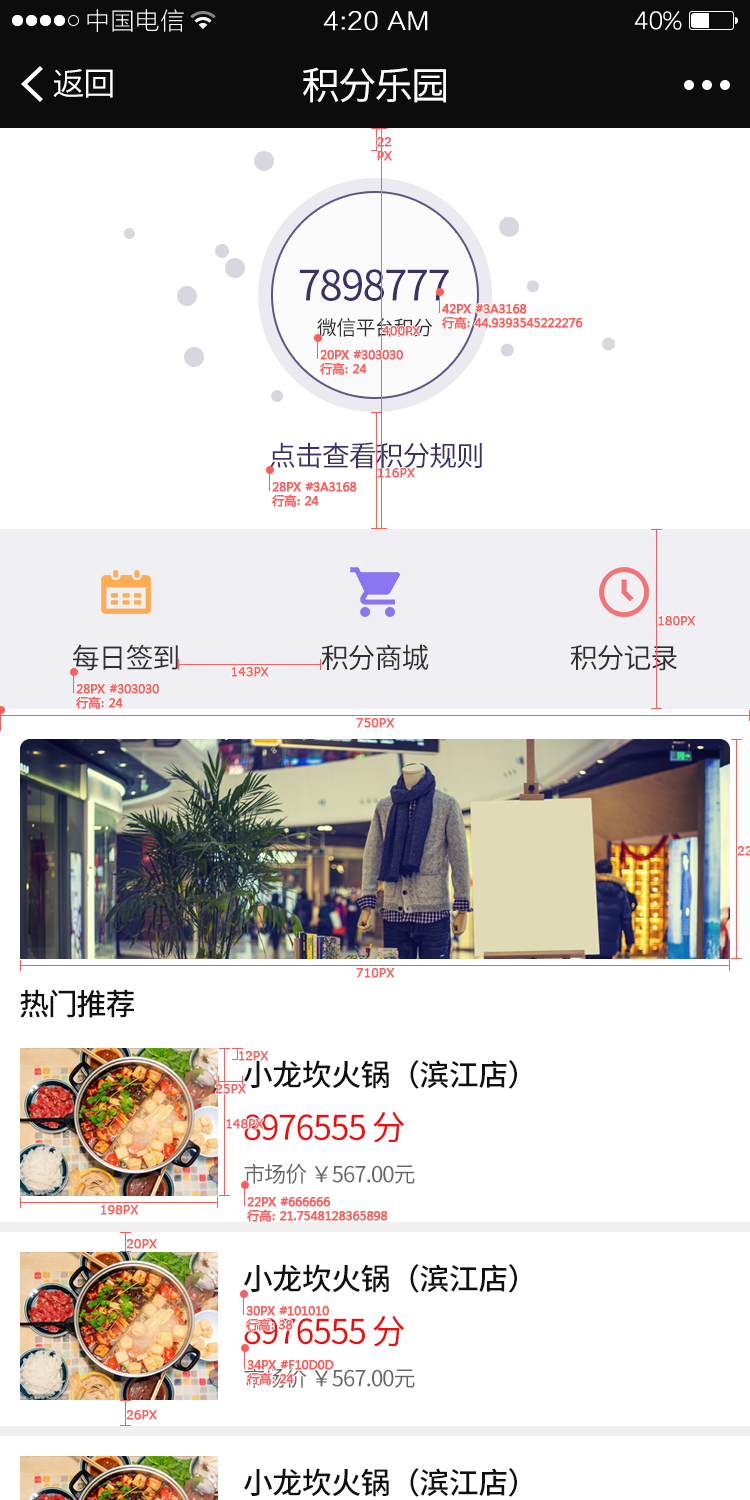 中国电信 4:20 AM 40%
返回 积分乐园
22
PX
7898777
42PX #3A3168
行高: 44.9393545222276
微信平台积分
400PX
20PX #303030
行高: 24
点击查看积分规则
116PX
28PX #3A3168
行高: 24
180PX
每日签到 积分商城 积分记录
143PX
28PX #303030
行高: 24
750PX
22
710PX
热门推荐
12PX
小龙坎火锅（滨江店）
25PX
8976555 分
148PX
市场价 ￥567.00元
22PX #666666
198PX
行高: 21.7548128365898
20PX
小龙坎火锅（滨江店）
30PX #101010
行高: 38
8976555 分
34PX #F10D0D
行高: 24
市场价 ￥567.00元
26PX
小龙坎火锅（滨江店）